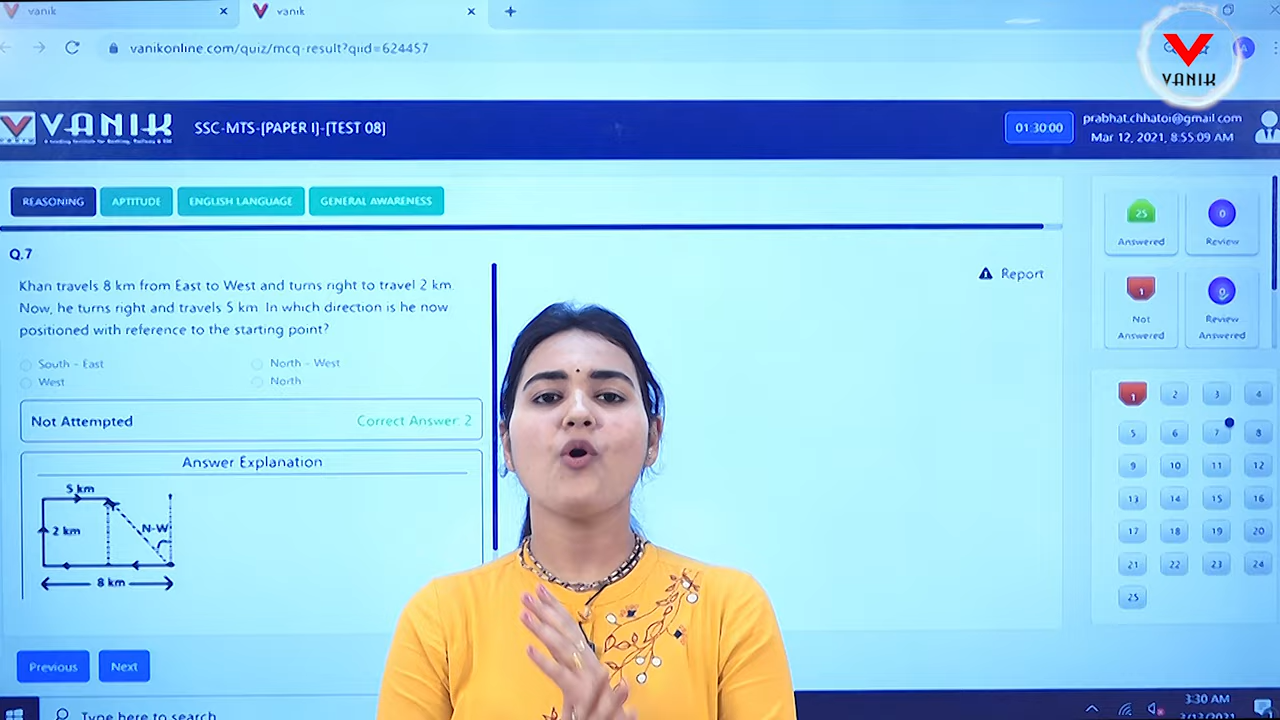 vanik
vanik
vanikonline.com/quiz/mcq-result?qid=624457
VANIK
VANIK
SSC-MTS-[PAPER I]-[TEST 08]
01:30:00
prabhat.chhatoi@gmail.com
Mar 12, 2021, 8:55:09 AM
REASONING
APTITUDE
ENGLISH LANGUAGE
GENERAL AWARENESS
25
Answered
0
Review
1
Not
Answered
0
Review
Answered
Q.7
Report
Khan travels 8 km from East to West and turns right to travel 2 km.
Now, he turns right and travels 5 km. In which direction is he now
positioned with reference to the starting point?
South - East
North - West
West
North
Not Attempted
Correct Answer: 2
Answer Explanation
5 km
2 km
N-W
8 km
1 2 3 4
5 6 7 8
9 10 11 12
13 14 15 16
17 18 19 20
21 22 23 24
25
Previous
Next
Type here to search
3:30 AM